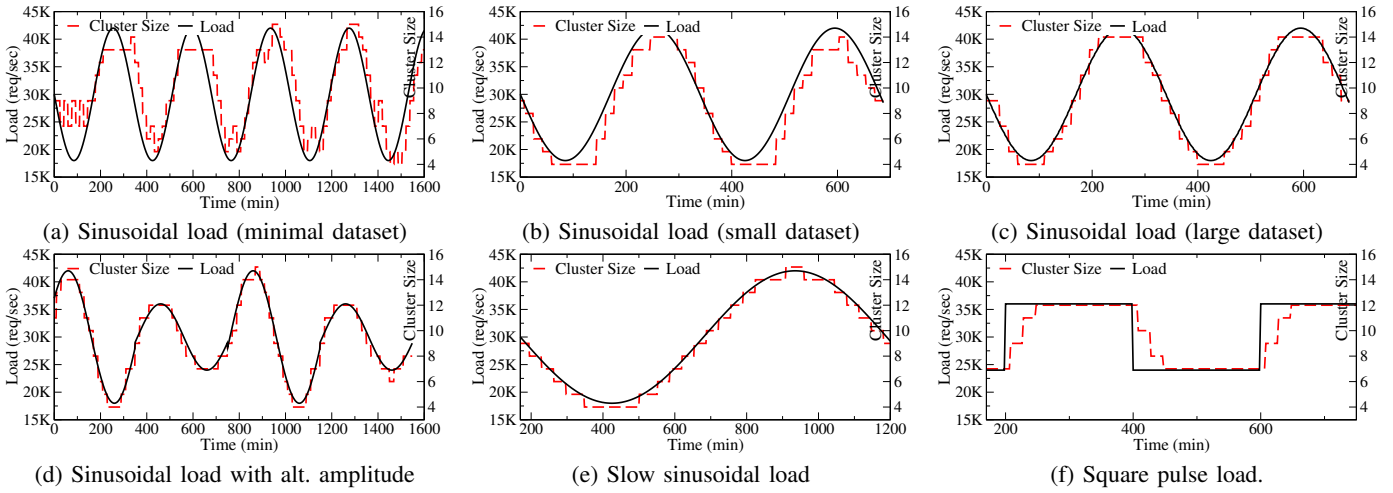 45K
40K
35K
30K
25K
20K
15K
Load (req/sec)
Cluster Size
Load
16
14
12
10
8
6
4
Cluster Size
0 200 400 600 800 1000 1200 1400 1600
Time (min)
(a) Sinusoidal load (minimal dataset)
45K
40K
35K
30K
25K
20K
15K
Load (req/sec)
Cluster Size
Load
16
14
12
10
8
6
4
Cluster Size
0 200 400 600
Time (min)
(b) Sinusoidal load (small dataset)
45K
40K
35K
30K
25K
20K
15K
Load (req/sec)
Cluster Size
Load
16
14
12
10
8
6
4
Cluster Size
0 200 400 600
Time (min)
(c) Sinusoidal load (large dataset)
45K
40K
35K
30K
25K
20K
15K
Load (req/sec)
Cluster Size
Load
16
14
12
10
8
6
4
Cluster Size
0 200 400 600 800 1000 1200 1400 1600
Time (min)
(d) Sinusoidal load with alt. amplitude
45K
40K
35K
30K
25K
20K
15K
Load (req/sec)
Cluster Size
Load
16
14
12
10
8
6
4
Cluster Size
200 400 600 800 1000 1200
Time (min)
(e) Slow sinusoidal load
45K
40K
35K
30K
25K
20K
15K
Load (req/sec)
Cluster Size
Load
16
14
12
10
8
6
4
Cluster Size
200 400 600
Time (min)
(f) Square pulse load.